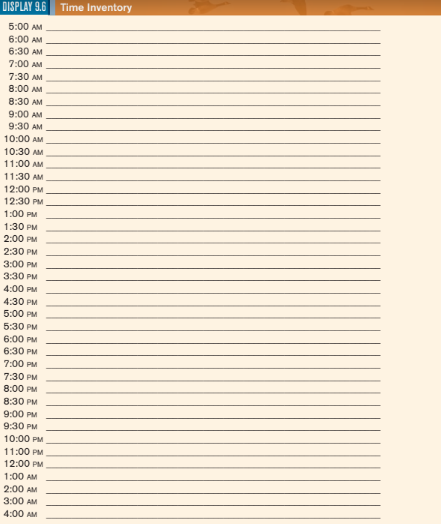 DISPLAY 9.6 Time Inventory
5:00 AM
6:00 AM
6:30 AM
7:00 AM
7:30 AM
8:00 AM
8:30 AM
9:00 AM
9:30 AM
10:00 AM
10:30 AM
11:00 AM
11:30 AM
12:00 PM
12:30 PM
1:00 PM
1:30 PM
2:00 PM
2:30 PM
3:00 PM
3:30 PM
4:00 PM
4:30 PM
5:00 PM
5:30 PM
6:00 PM
6:30 PM
7:00 PM
7:30 PM
8:00 PM
8:30 PM
9:00 PM
9:30 PM
10:00 PM
11:00 PM
12:00 PM
1:00 AM
2:00 AM
3:00 AM
4:00 AM